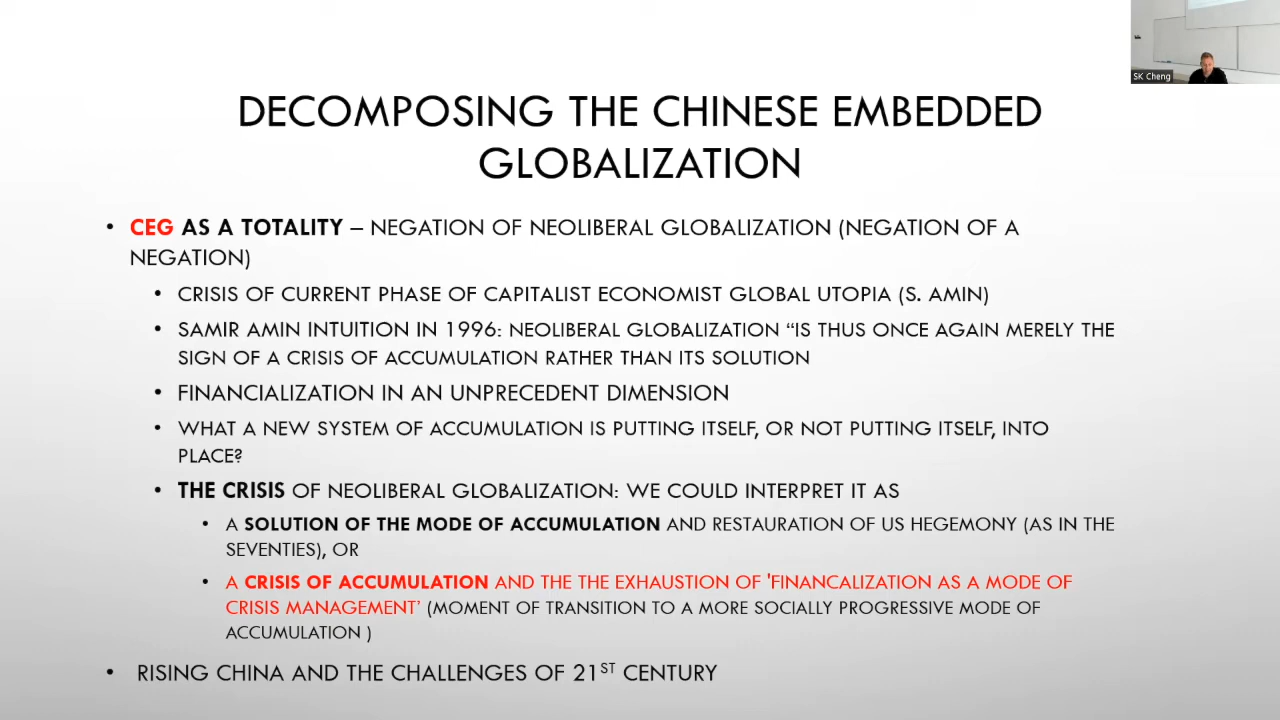 SK Cheng
DECOMPOSING THE CHINESE EMBEDDED
GLOBALIZATION
• CEG AS A TOTALITY – NEGATION OF NEOLIBERAL GLOBALIZATION (NEGATION OF A
NEGATION)
• CRISIS OF CURRENT PHASE OF CAPITALIST ECONOMIST GLOBAL UTOPIA (S. AMIN)
• SAMIR AMIN INTUITION IN 1996: NEOLIBERAL GLOBALIZATION “IS THUS ONCE AGAIN MERELY THE
SIGN OF A CRISIS OF ACCUMULATION RATHER THAN ITS SOLUTION
• FINANCIALIZATION IN AN UNPRECEDENT DIMENSION
• WHAT A NEW SYSTEM OF ACCUMULATION IS PUTTING ITSELF, OR NOT PUTTING ITSELF, INTO
PLACE?
• THE CRISIS OF NEOLIBERAL GLOBALIZATION: WE COULD INTERPRET IT AS
• A SOLUTION OF THE MODE OF ACCUMULATION AND RESTAURATION OF US HEGEMONY (AS IN THE
SEVENTIES), OR
• A CRISIS OF ACCUMULATION AND THE THE EXHAUSTION OF 'FINANCALIZATION AS A MODE OF
CRISIS MANAGEMENT’ (MOMENT OF TRANSITION TO A MORE SOCIALLY PROGRESSIVE MODE OF
ACCUMULATION )
• RISING CHINA AND THE CHALLENGES OF 21ST CENTURY